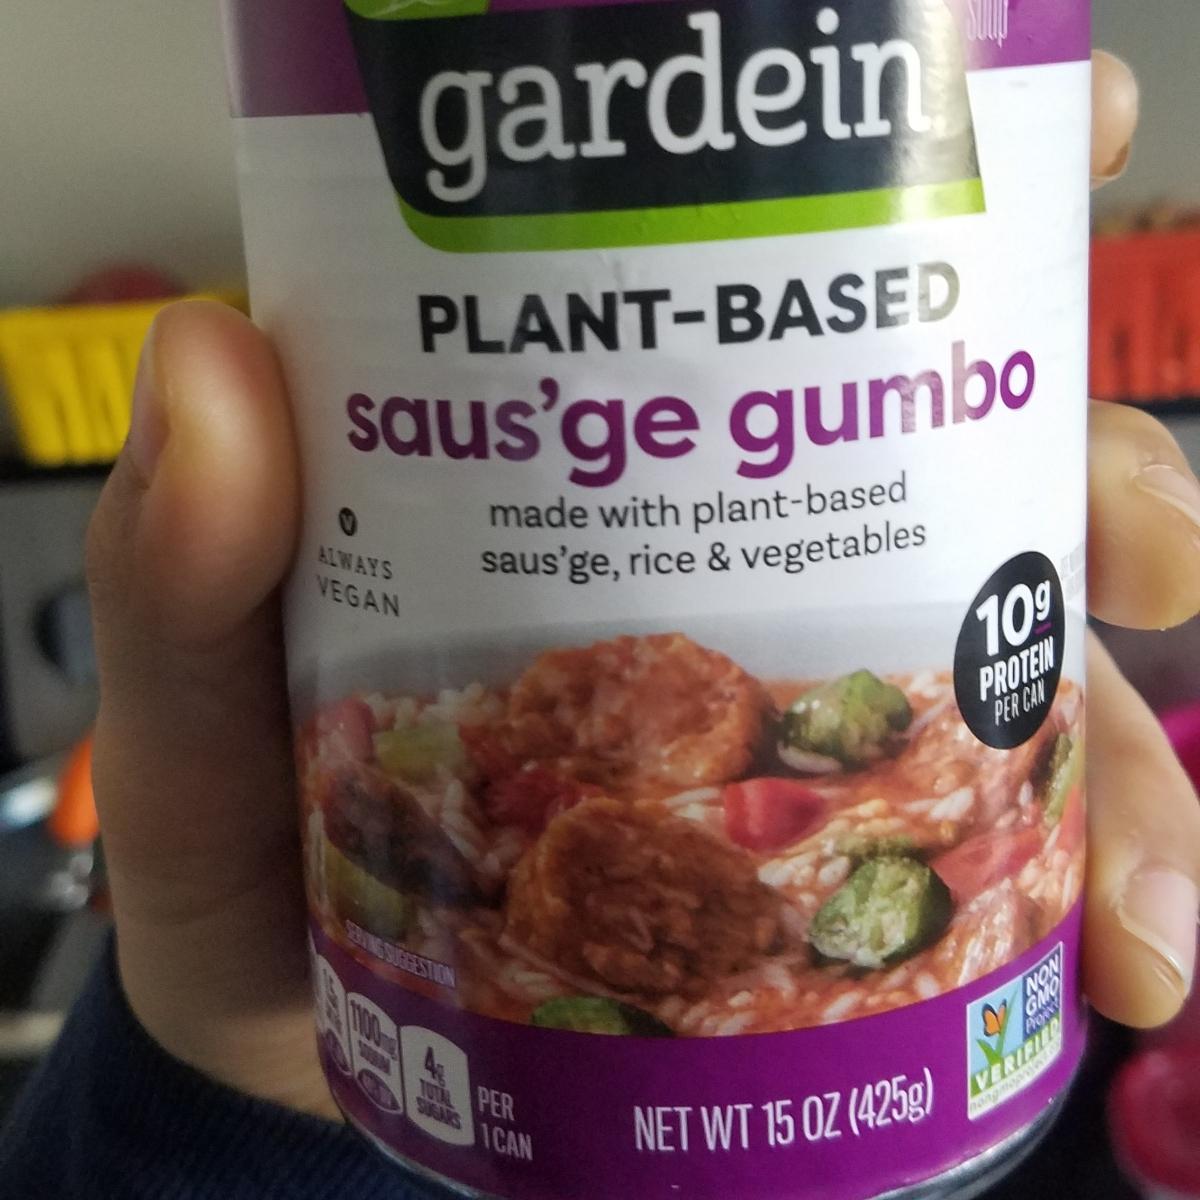 soup
gardein
PLANT-BASED
saus'ge gumbo
made with plant-based
saus'ge, rice & vegetables
V
ALWAYS
VEGAN
10g
PROTEIN
PER CAN
SERVING SUGGESTION
1100mg
SODIUM
4g
TOTAL
SUGARS
PER
1 CAN
NET WT 15 OZ (425g)
NON
GMO
Project
VERIFIED
nongmoproject.